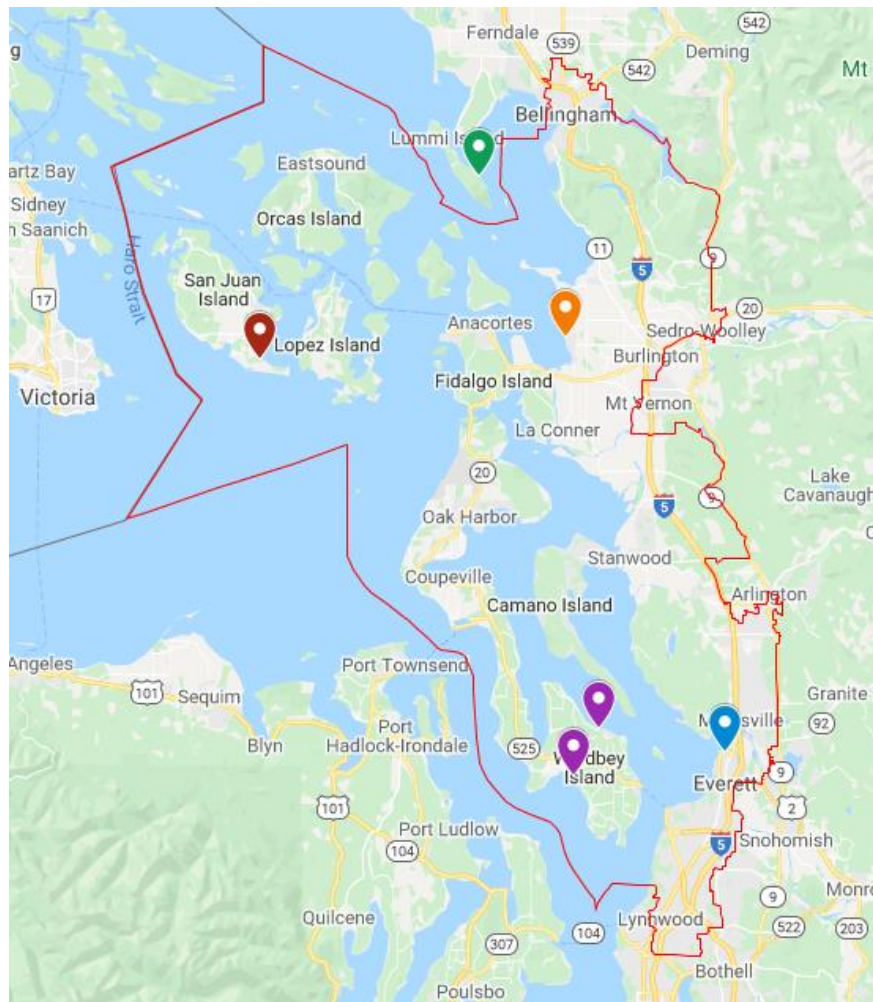 542
Ferndale
539
542
Deming
g
Mt
Bellingham
Lummi Island
artz Bay
Eastsound
Sidney
n Saanich
Orcas Island
Haro Strait
11
9
5
17
San Juan
Island
20
Anacortes
Lopez Island
Sedro-Woolley
Burlington
Fidalgo Island
Victoria
Mt Vernon
La Conner
20
Lake
Cavanaugh
9
5
Oak Harbor
Stanwood
Coupeville
Arlington
Camano Island
Port Townsend
Angeles
101
Sequim
Granite
92
Port
Hadlock-Irondale
Blyn
525
Island
9
Everett
101
2
Port Ludlow
5
Snohomish
104
Monro
9
Quilcene
Lynnwood
522
203
104
307
Bothell
Poulsbo